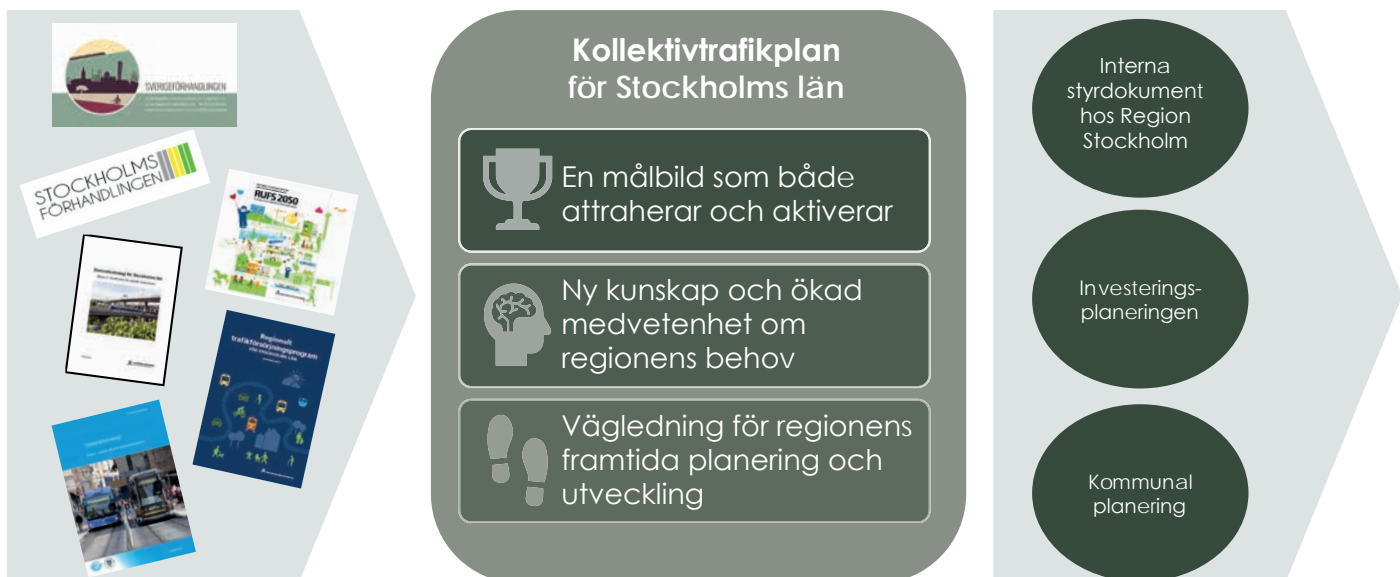 SVERIGEFÖRHANDLINGEN
STOCKHOLMS
FÖRHANDLINGEN
RUFS 2050
Regionalt
trafikförsörjningsprogram
Kollektivtrafikplan
för Stockholms län
En målbild som både
attraherar och aktiverar
Ny kunskap och ökad
medvetenhet om
regionens behov
Vägledning för regionens
framtida planering och
utveckling
Interna
styrdokument
hos Region
Stockholm
Investerings-
planeringen
Kommunal
planering